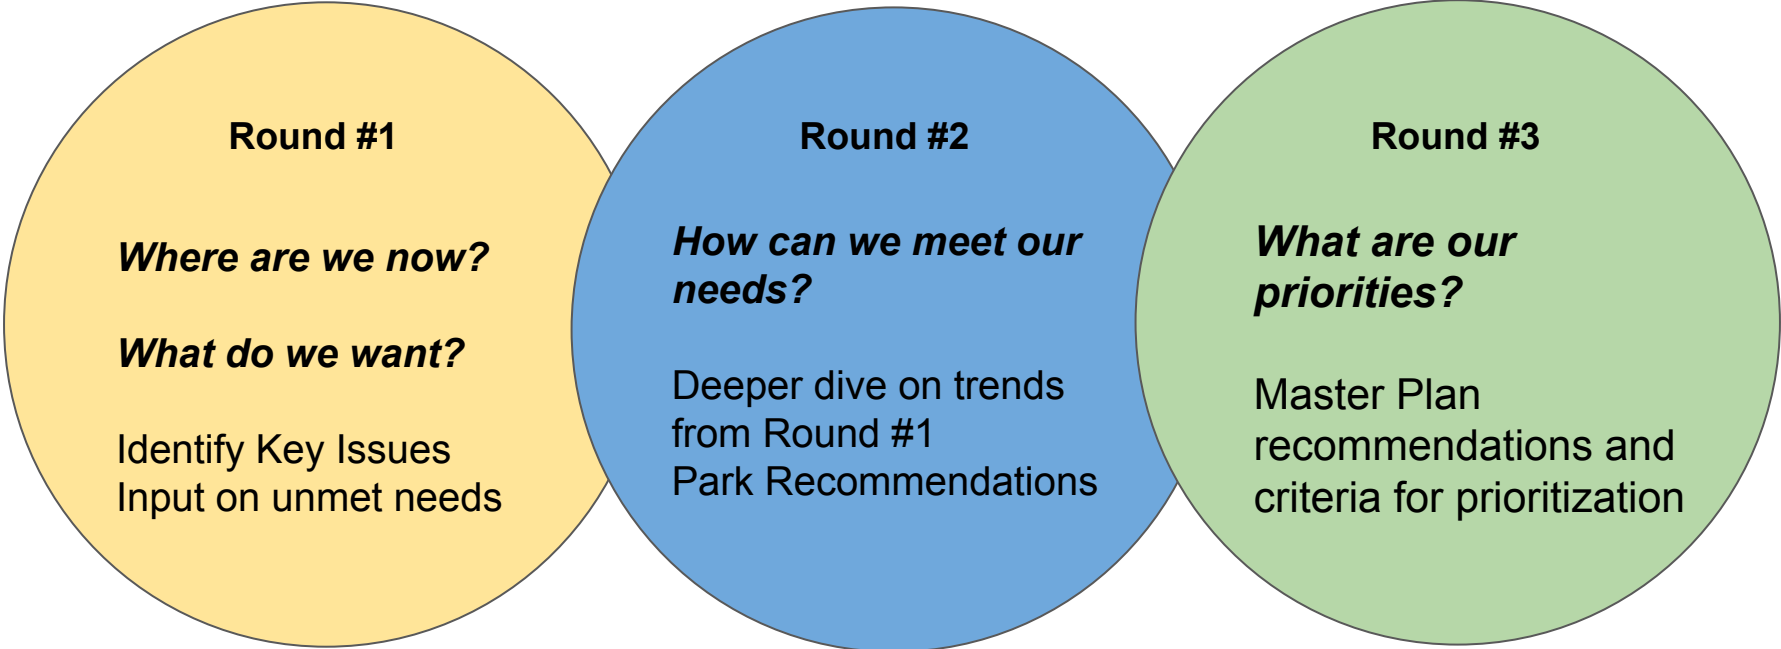 Round #1
Where are we now?
What do we want?
Identify Key Issues
Input on unmet needs
Round #2
How can we meet our
needs?
Deeper dive on trends
from Round #1
Park Recommendations
Round #3
What are our
priorities?
Master Plan
recommendations and
criteria for prioritization